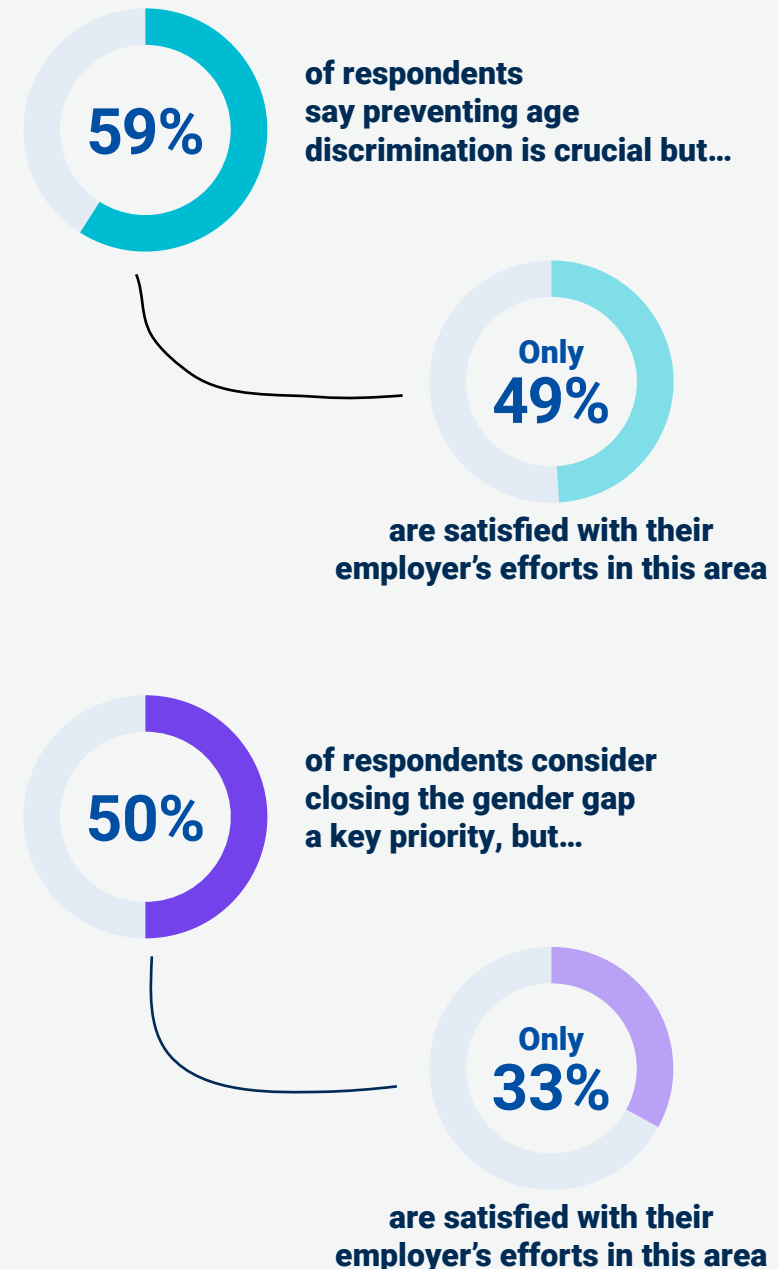 59%
of respondents
say preventing age
discrimination is crucial but...
Only
49%
are satisfied with their
employer’s efforts in this area
50%
of respondents consider
closing the gender gap
a key priority, but...
Only
33%
are satisfied with their
employer’s efforts in this area